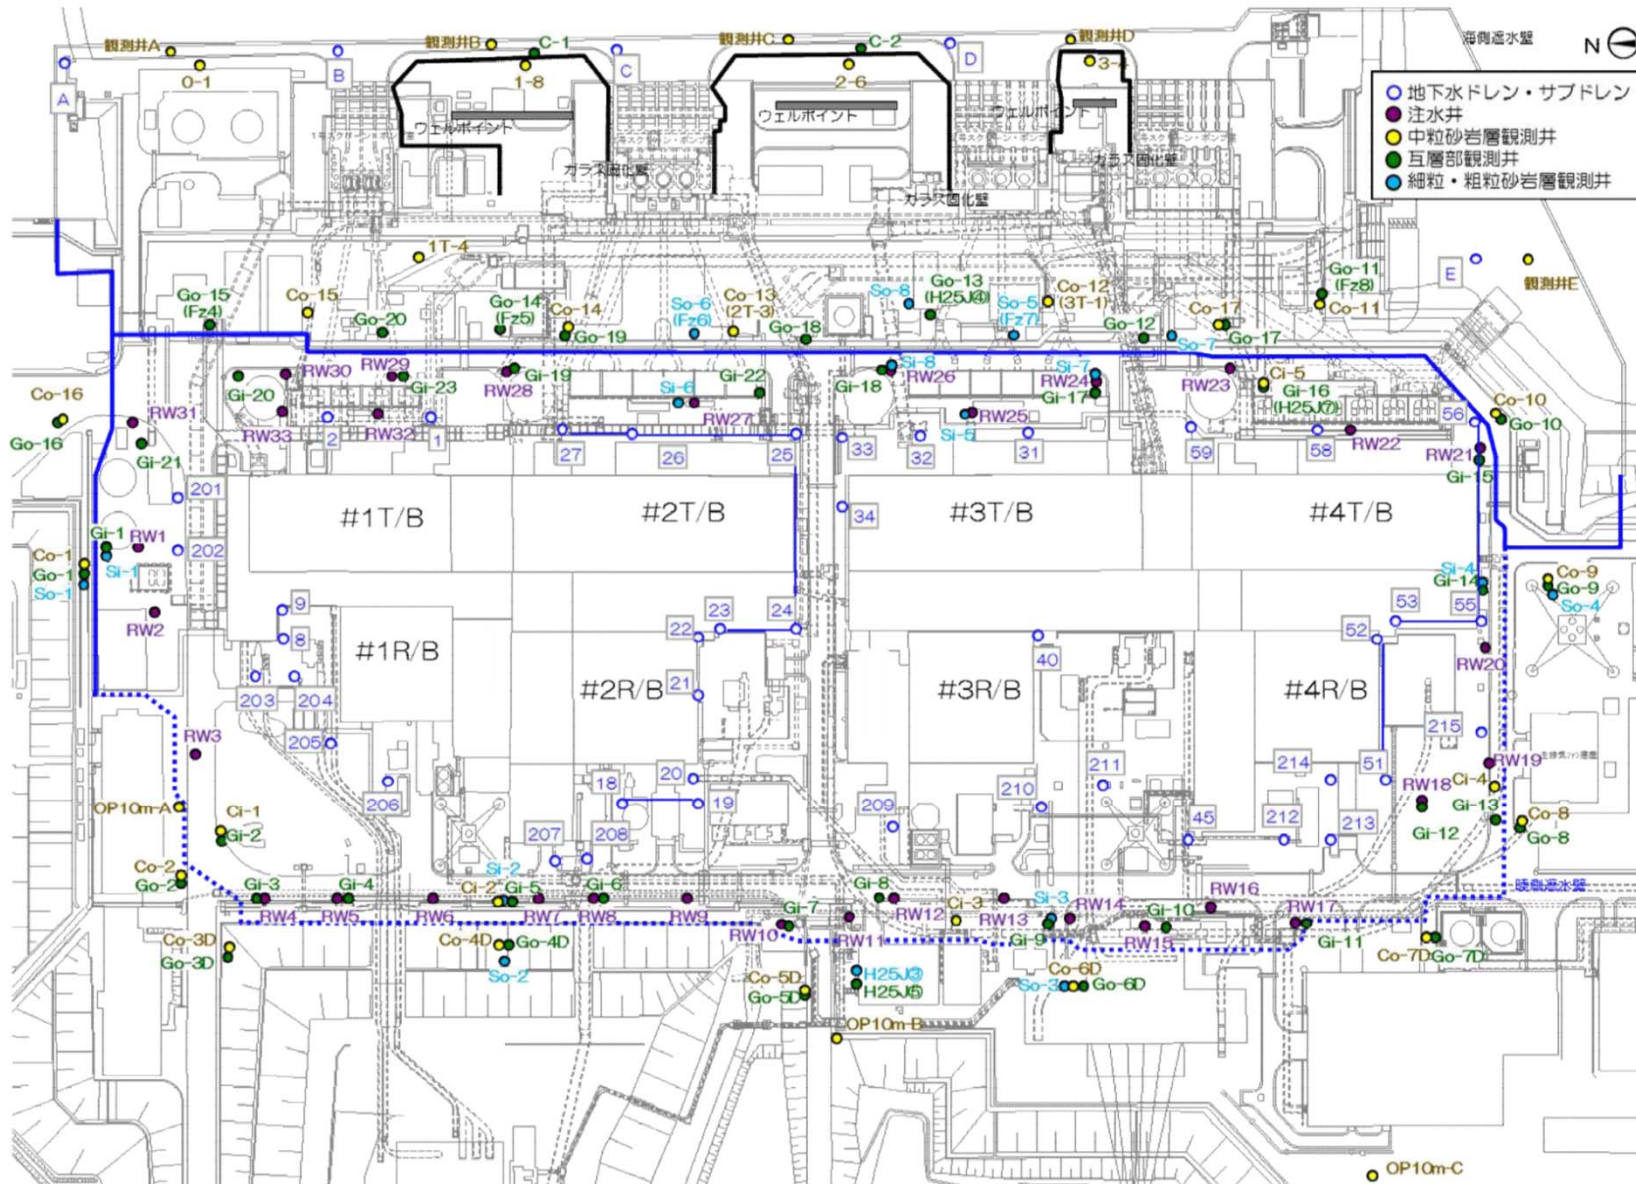 観測井A
B
観測井B
C-1
C
観測井C
C-2
D
観測井D
海側遮水壁
N
A
0-1
1-8
2-6
3-4
地下水ドレン・サブドレン
注水井
中粒砂岩層観測井
互層部観測井
細粒・粗粒砂岩層観測井
ウェルポイント
ウェルポイント
ウェルポイント
ガラス固化壁
ガラス固化壁
ガラス固化壁
1T-4
E
観測井E
Go-15
(Fz4)
Co-15
Go-20
Go-14
(Fz5)
Co-14
Go-19
So-6
(Fz6)
Co-13
(2T-3)
Go-18
So-8
Go-13
(H25J④)
So-5
(Fz7)
Co-12
(3T-1)
Go-12
So-7
Co-17
Go-17
Go-11
(Fz8)
Co-11
Co-16
Go-16
RW31
Gi-21
Gi-20
RW30
RW33
RW29
Gi-23
RW32
2
1
RW28
Gi-19
Si-6
RW27
Gi-22
Gi-18
Si-8
RW26
Si-5
RW25
Si-7
RW24
Gi-17
RW23
Ci-5
Gi-16
(H25J⑦)
RW22
56
Co-10
Go-10
RW21
Gi-15
27
26
25
33
32
31
59
58
201
202
#1T/B
#2T/B
34
#3T/B
#4T/B
Gi-1
RW1
Co-1
Go-1
So-1
Si-1
RW2
9
8
203
204
205
206
#1R/B
#2R/B
22
23
24
21
#3R/B
40
#4R/B
52
53
55
Si-4
Gi-14
RW20
Co-9
Go-9
So-4
215
RW3
OP10m-A
Ci-1
Gi-2
Co-2
Go-2
18
20
19
207
208
209
210
211
214
51
45
212
213
RW18
Gi-12
RW19
Ci-4
Gi-13
Co-8
Go-8
陸側遮水壁
Gi-3
RW4
Gi-4
RW5
RW6
Si-2
Ci-2
Gi-5
RW7
Gi-6
RW8
RW9
Gi-7
RW10
Gi-8
RW11
RW12
Ci-3
RW13
Si-3
Gi-9
RW14
Gi-10
RW15
RW16
RW17
Gi-11
Co-3D
Go-3D
Co-4D
Go-4D
So-2
Co-5D
Go-5D
H25J③
H25J⑤
OP10m-B
Co-6D
So-3
Go-6D
Co-7D
Go-7D
OP10m-C